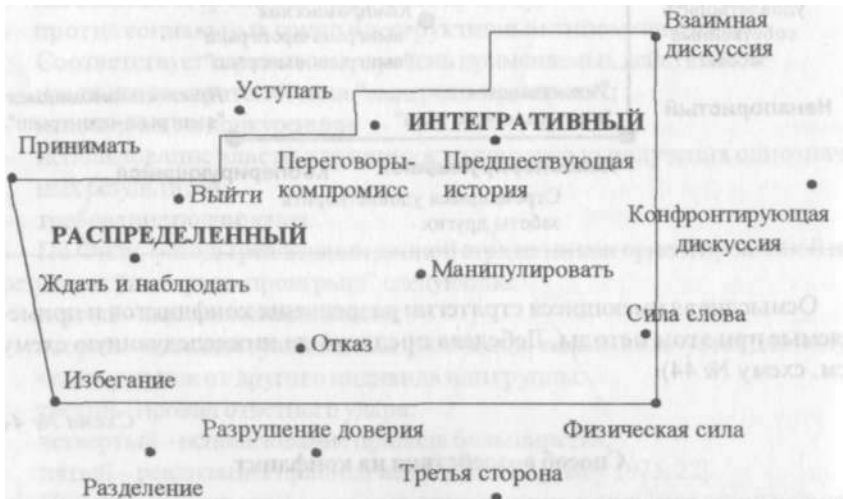 Взаимная
дискуссия
Уступать
ИНТЕГРАТИВНЫЙ
Принимать
Переговоры-
компромисс
Предшествующая
история
Выйти
Конфронтирующая
дискуссия
РАСПРЕДЕЛЕННЫЙ
Ждать и наблюдать
Манипулировать
Сила слова
Отказ
Избегание
Разрушение доверия
Физическая сила
Разделение
Третья сторона